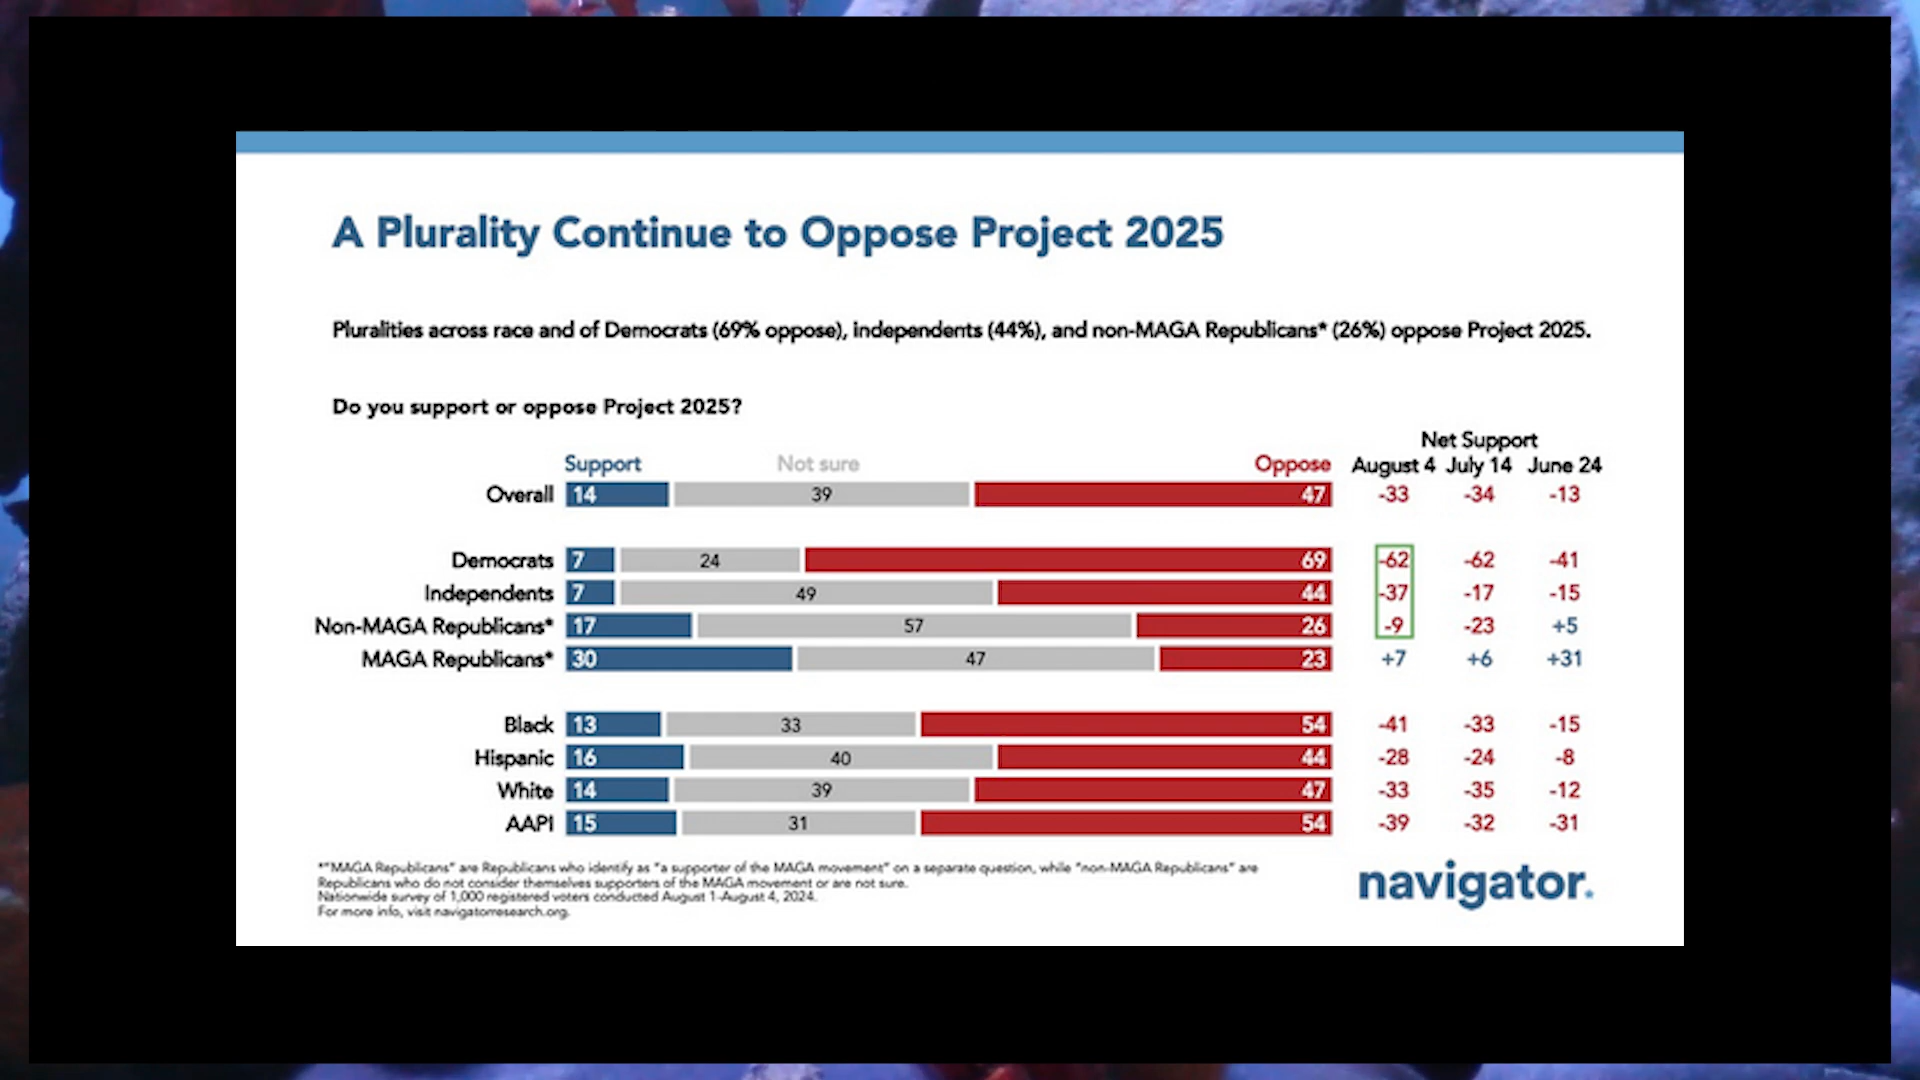 A Plurality Continue to Oppose Project 2025
Pluralities across race and of Democrats (69% oppose), independents (44%), and non-MAGA Republicans* (26%) oppose Project 2025.
Do you support or oppose Project 2025?
Net Support
Support Not sure Oppose August 4 July 14 June 24
Overall 14 39 47 -33 -34 -13
Democrats 7 24 69 -62 -62 -41
Independents 7 49 44 -37 -17 -15
Non-MAGA Republicans* 17 57 26 -9 -23 +5
MAGA Republicans* 30 47 23 +7 +6 +31
Black 13 33 54 -41 -33 -15
Hispanic 16 40 44 -28 -24 -8
White 14 39 47 -33 -35 -12
AAPI 15 31 54 -39 -32 -31
*"MAGA Republicans" are Republicans who identify as "a supporter of the MAGA movement" on a separate question, while "non-MAGA Republicans" are
Republicans who do not consider themselves supporters of the MAGA movement or are not sure.
Nationwide survey of 1,000 registered voters conducted August 1-August 4, 2024.
For more info, visit navigatorresearch.org.
navigator.